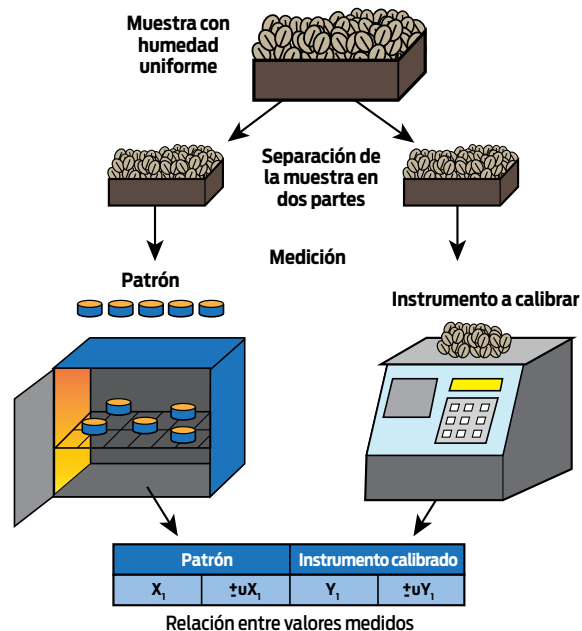 Muestra con
humedad
uniforme
Separación de
la muestra en
dos partes
Medición
Patrón
Instrumento a calibrar
Patrón Instrumento calibrado
X₁ ±uX₁ Y₁ ±uY₁
Relación entre valores medidos